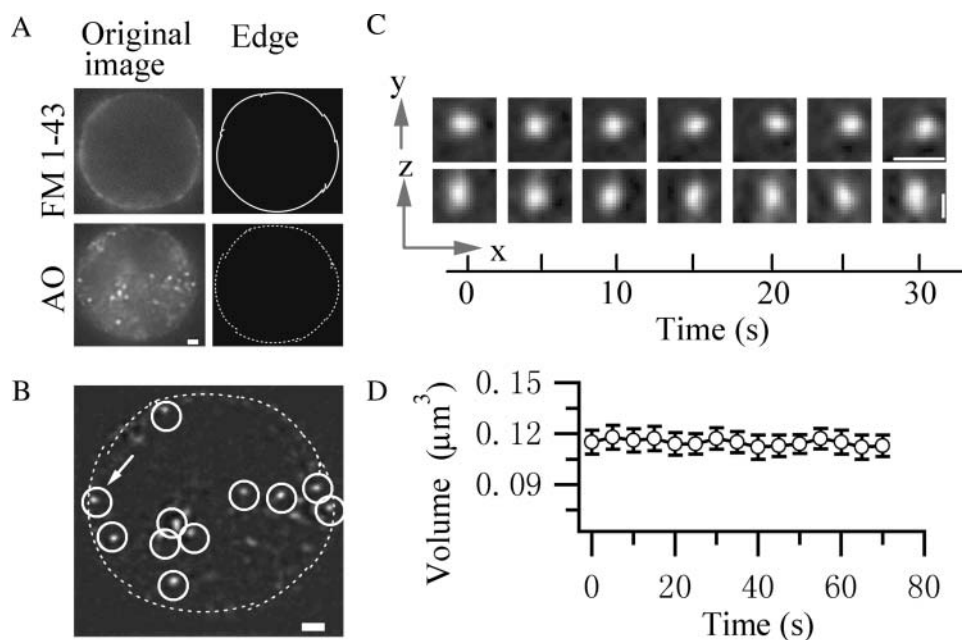 A
Original
image
Edge
FM 1-43
AO
B
C
y
z
x
0 10 20 30
Time (s)
D
Volume (μm³)
0.15
0.12
0.09
0 20 40 60 80
Time (s)